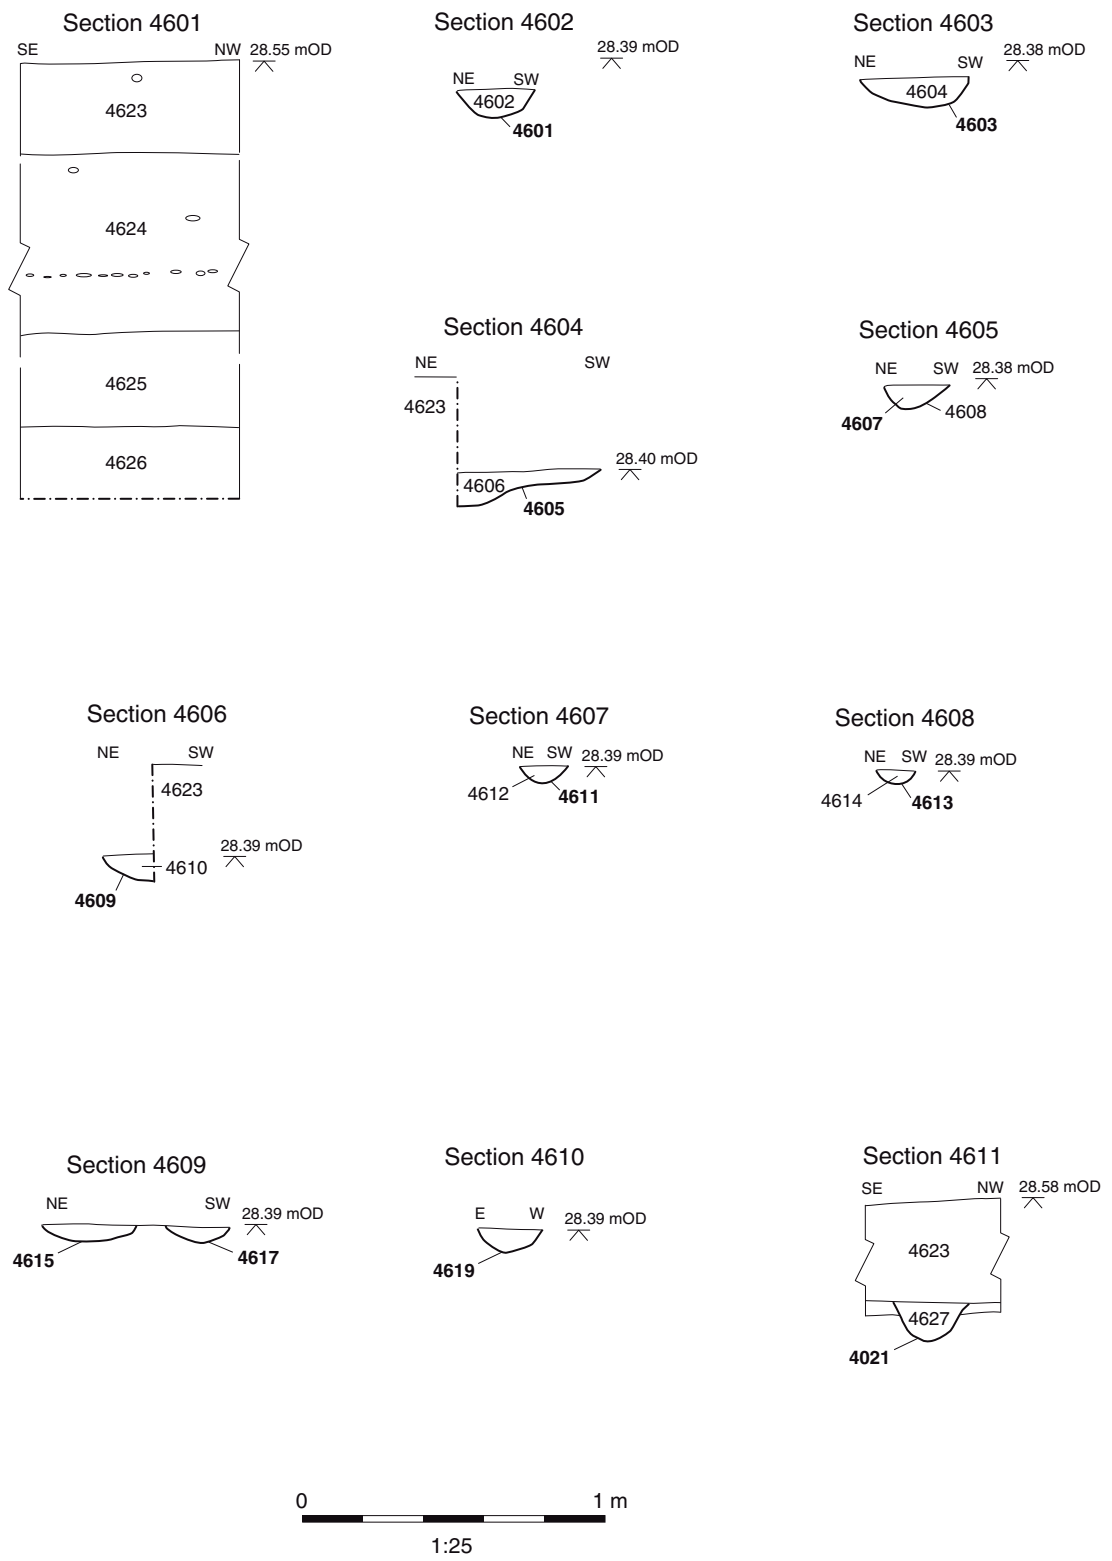 Section 4601
SE NW 28.55 mOD
4623
4624
4625
4626
Section 4602
28.39 mOD
NE SW
4602
4601
Section 4603
28.38 mOD
NE SW
4604
4603
Section 4604
NE SW
4623
28.40 mOD
4606
4605
Section 4605
NE SW 28.38 mOD
4607 4608
Section 4606
NE SW
4623
28.39 mOD
4610
4609
Section 4607
NE SW 28.39 mOD
4612 4611
Section 4608
NE SW 28.39 mOD
4614 4613
Section 4609
NE SW
28.39 mOD
4615 4617
Section 4610
E W 28.39 mOD
4619
Section 4611
SE NW 28.58 mOD
4623
4627
4021
0 1 m
1:25